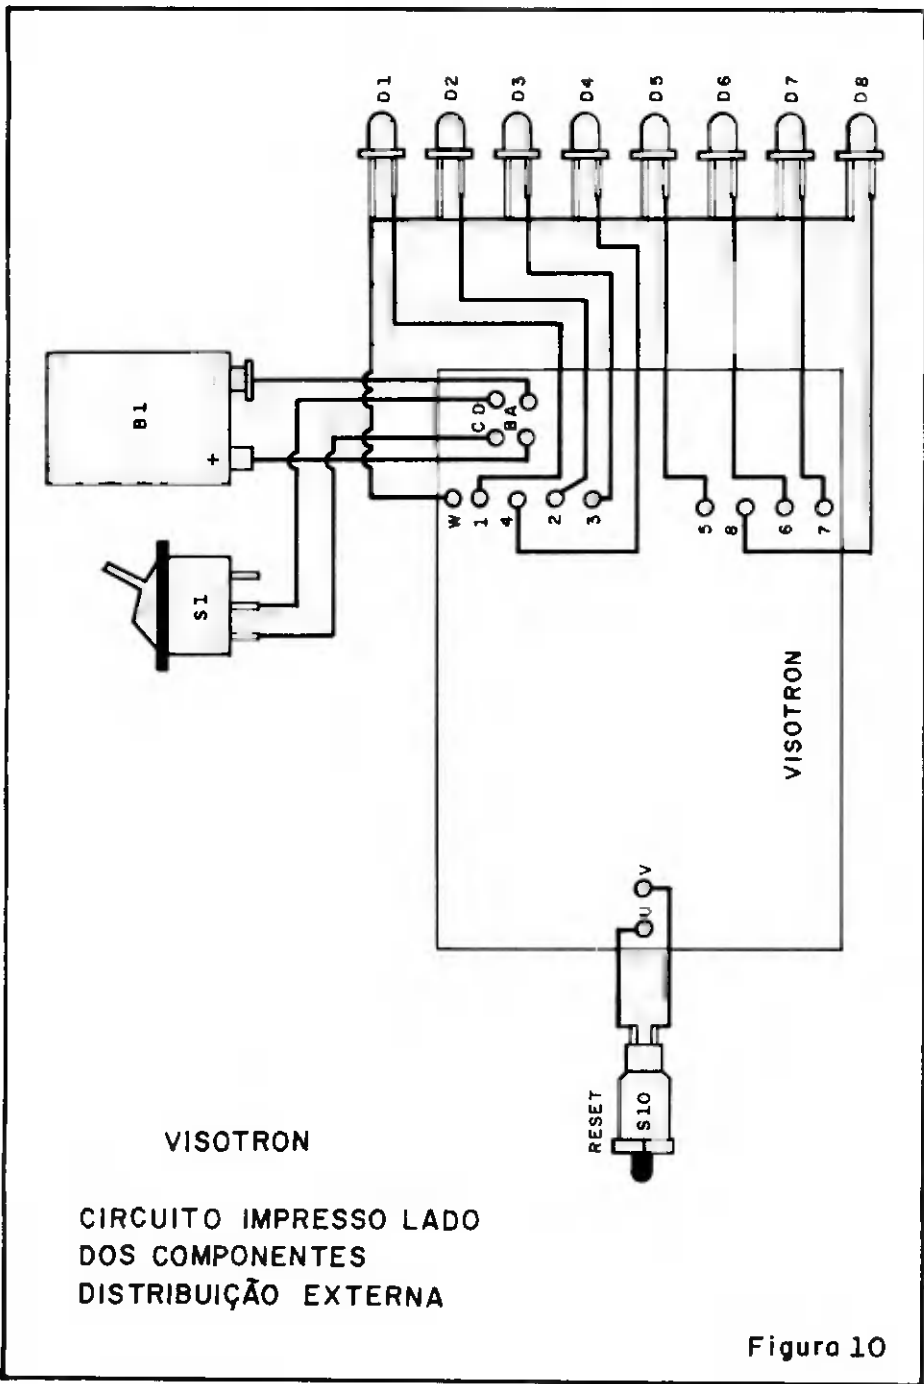 D1
D2
D3
D4
D5
D6
D7
D8
B1
+
S1
C D
B A
W
1
4
2
3
5
8
6
7
VISOTRON
U V
RESET
S10
VISOTRON
CIRCUITO IMPRESSO LADO
DOS COMPONENTES
DISTRIBUIÇÃO EXTERNA
Figura 10